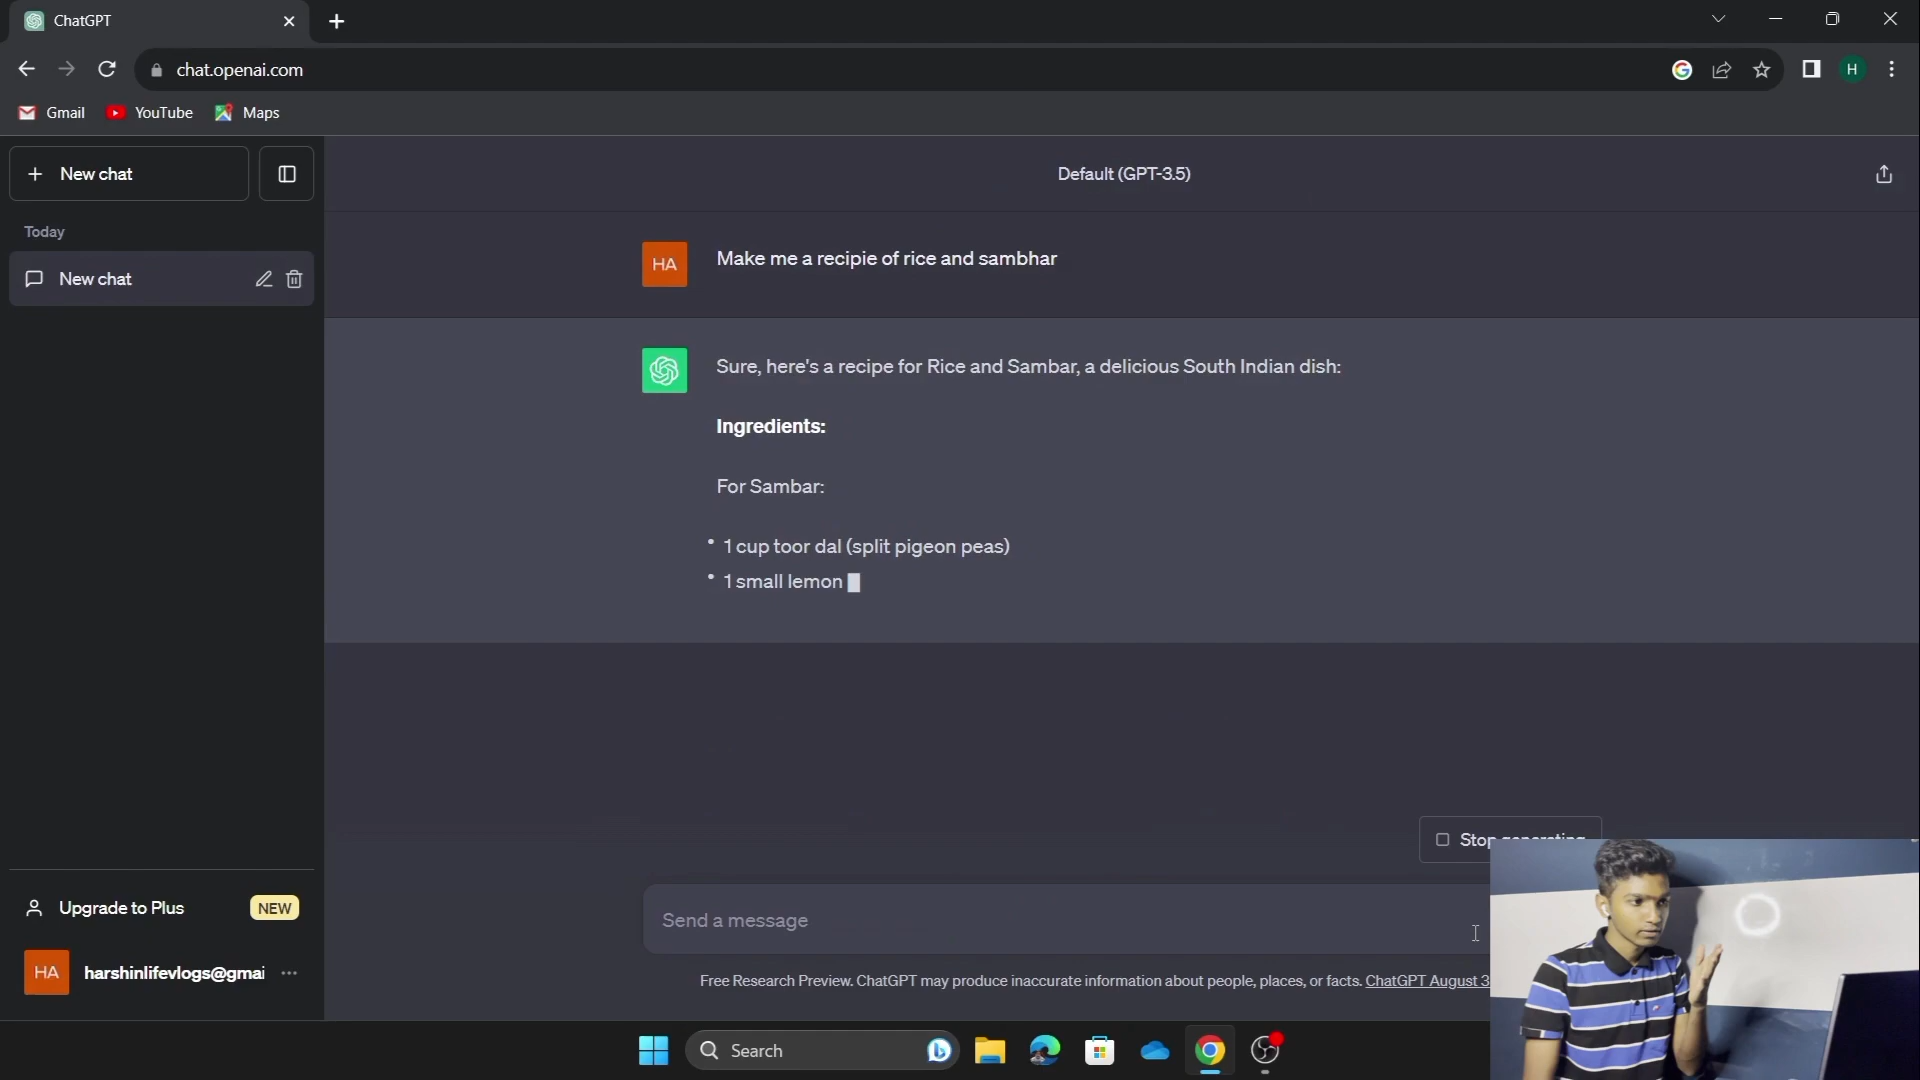 ChatGPT
chat.openai.com
H
Gmail
YouTube
Maps
New chat
Default (GPT-3.5)
Today
New chat
HA
Make me a recipie of rice and sambhar
Sure, here's a recipe for Rice and Sambar, a delicious South Indian dish:
Ingredients:
For Sambar:
• 1 cup toor dal (split pigeon peas)
• 1 small lemon
Stop generating
Upgrade to Plus
NEW
Send a message
HA
harshinlifevlogs@gmai
Free Research Preview. ChatGPT may produce inaccurate information about people, places, or facts. ChatGPT August 3
Search